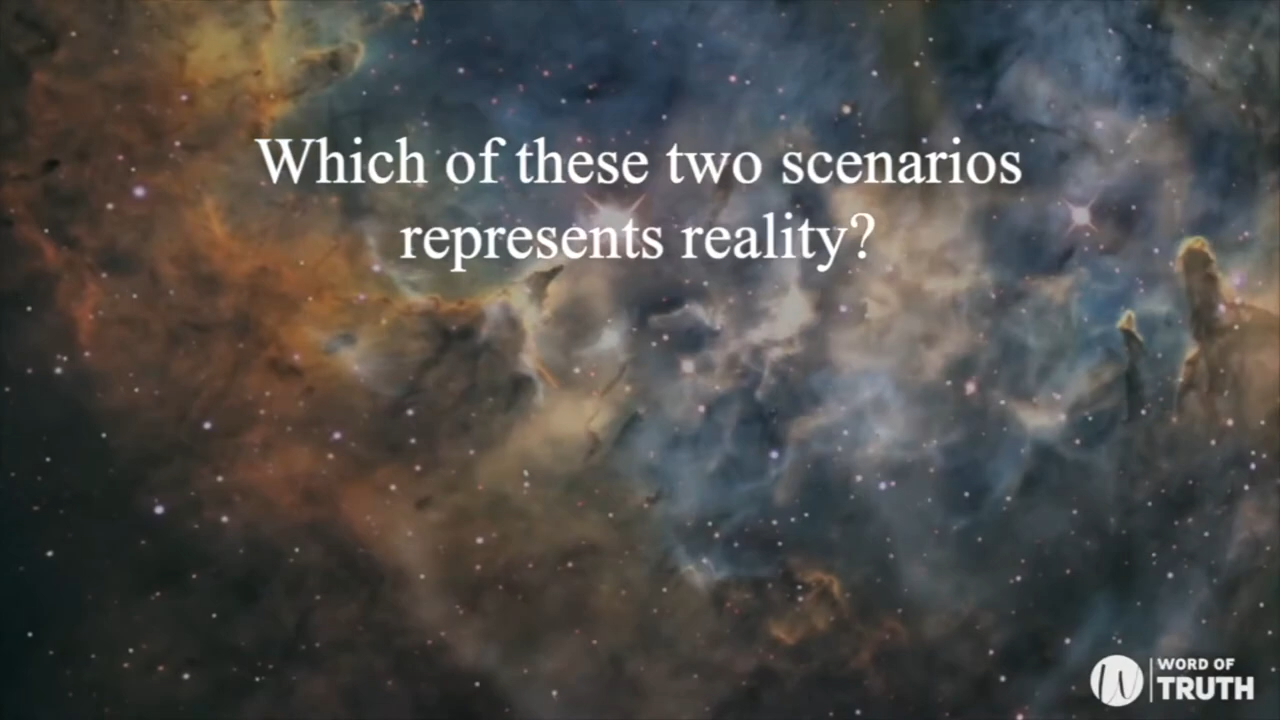 Which of these two scenarios
represents reality?
WORD OF
TRUTH